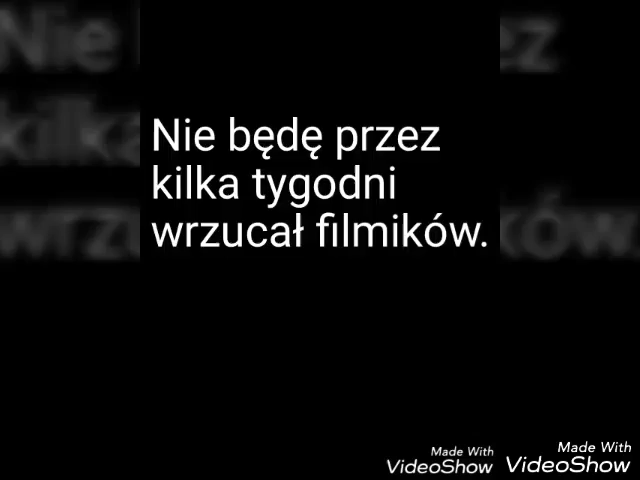 Nie będę przez
kilka tygodni
wrzucał filmików.
Made With
VideoShow
Made With
VideoShow